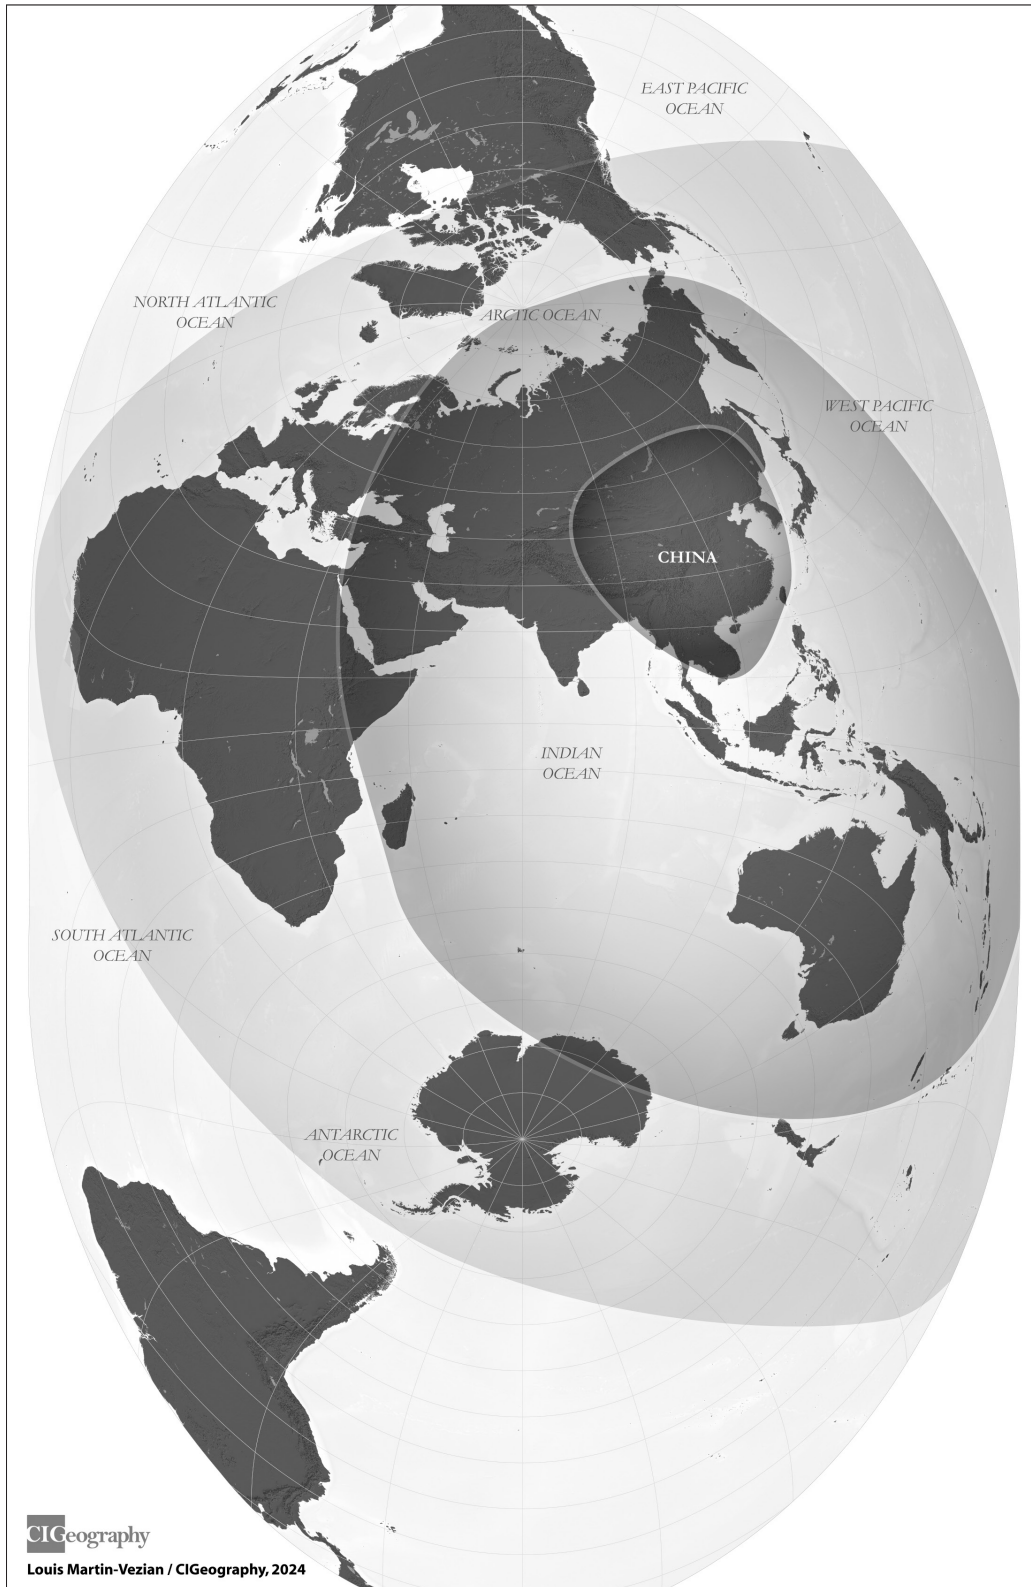 EAST PACIFIC
OCEAN
NORTH ATLANTIC
OCEAN
ARCTIC OCEAN
WEST PACIFIC
OCEAN
CHINA
INDIAN
OCEAN
SOUTH ATLANTIC
OCEAN
ANTARCTIC
OCEAN
CIGeography
Louis Martin-Vezian / CIGeography, 2024